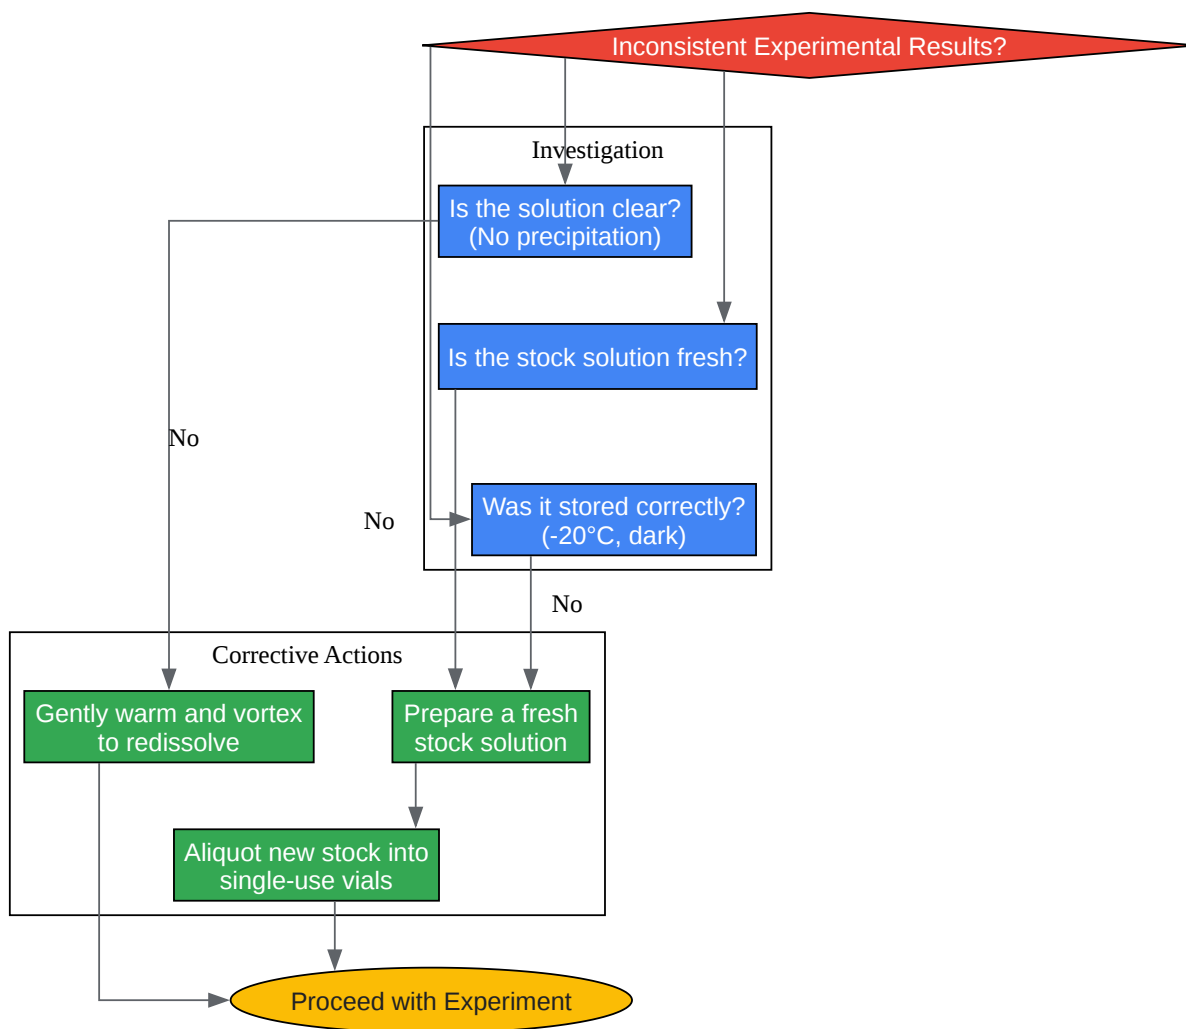 Inconsistent Experimental Results?
Investigation
Is the solution clear?
(No precipitation)
Is the stock solution fresh?
No
Was it stored correctly?
(-20°C, dark)
No
No
Corrective Actions
Gently warm and vortex
to redissolve
Prepare a fresh
stock solution
Aliquot new stock into
single-use vials
Proceed with Experiment